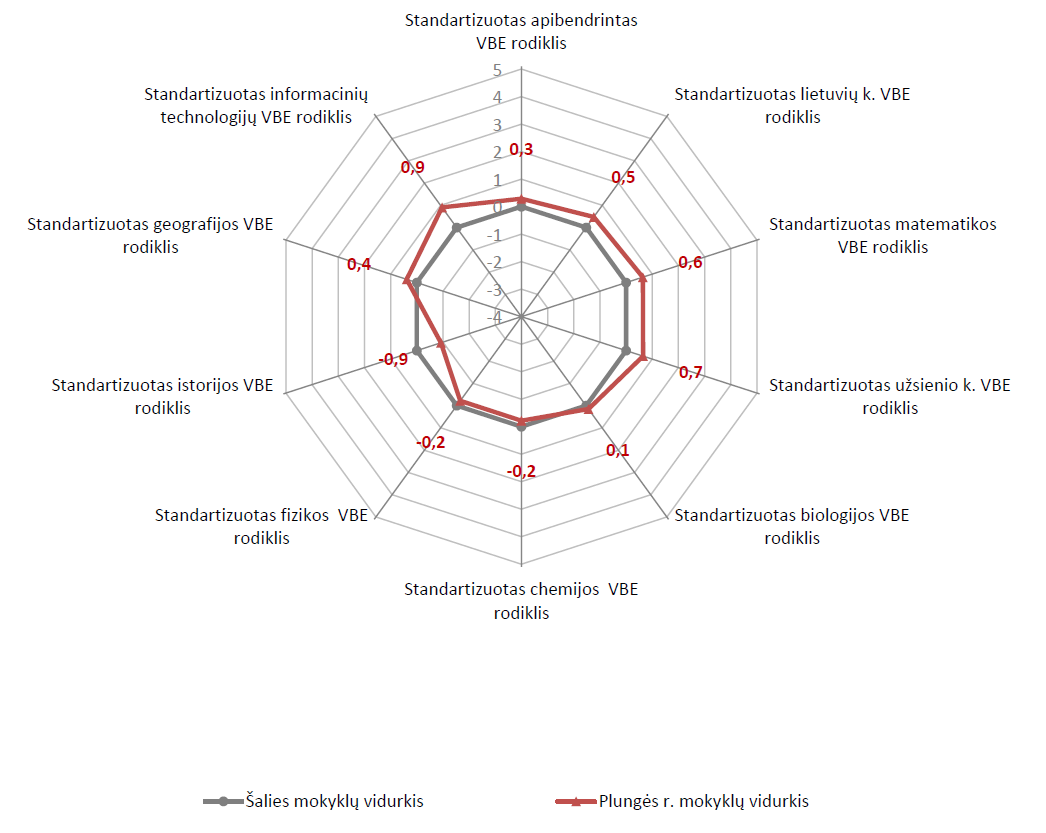 Standartizuotas apibendrintas
VBE rodiklis
Standartizuotas informacinių
technologijų VBE rodiklis
Standartizuotas lietuvių k. VBE
rodiklis
5
4
3
2
1
0
-1
-2
-3
-4
0,3
0,9
0,5
Standartizuotas geografijos VBE
rodiklis
Standartizuotas matematikos
VBE rodiklis
0,4
0,6
Standartizuotas istorijos VBE
rodiklis
-0,9
0,7
Standartizuotas užsienio k. VBE
rodiklis
-0,2
-0,2
0,1
Standartizuotas fizikos  VBE
rodiklis
Standartizuotas biologijos VBE
rodiklis
Standartizuotas chemijos  VBE
rodiklis
Šalies mokyklų vidurkis
Plungės r. mokyklų vidurkis